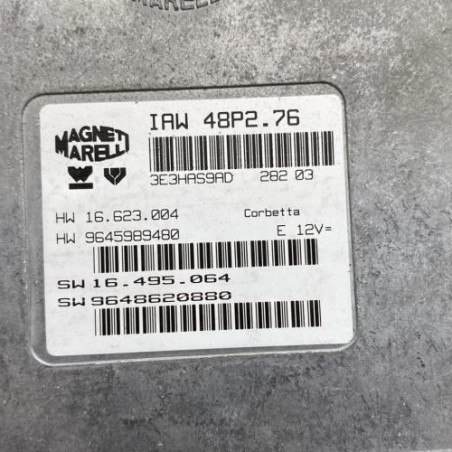 MARELLI
MAGNETI
MARELLI
IAW 48P2.76
3E3HAS9AD 282 03
HW 16.623.004 Corbetta
HW 9645989480 E 12V=
SW 16.495.064
SW 9648620880